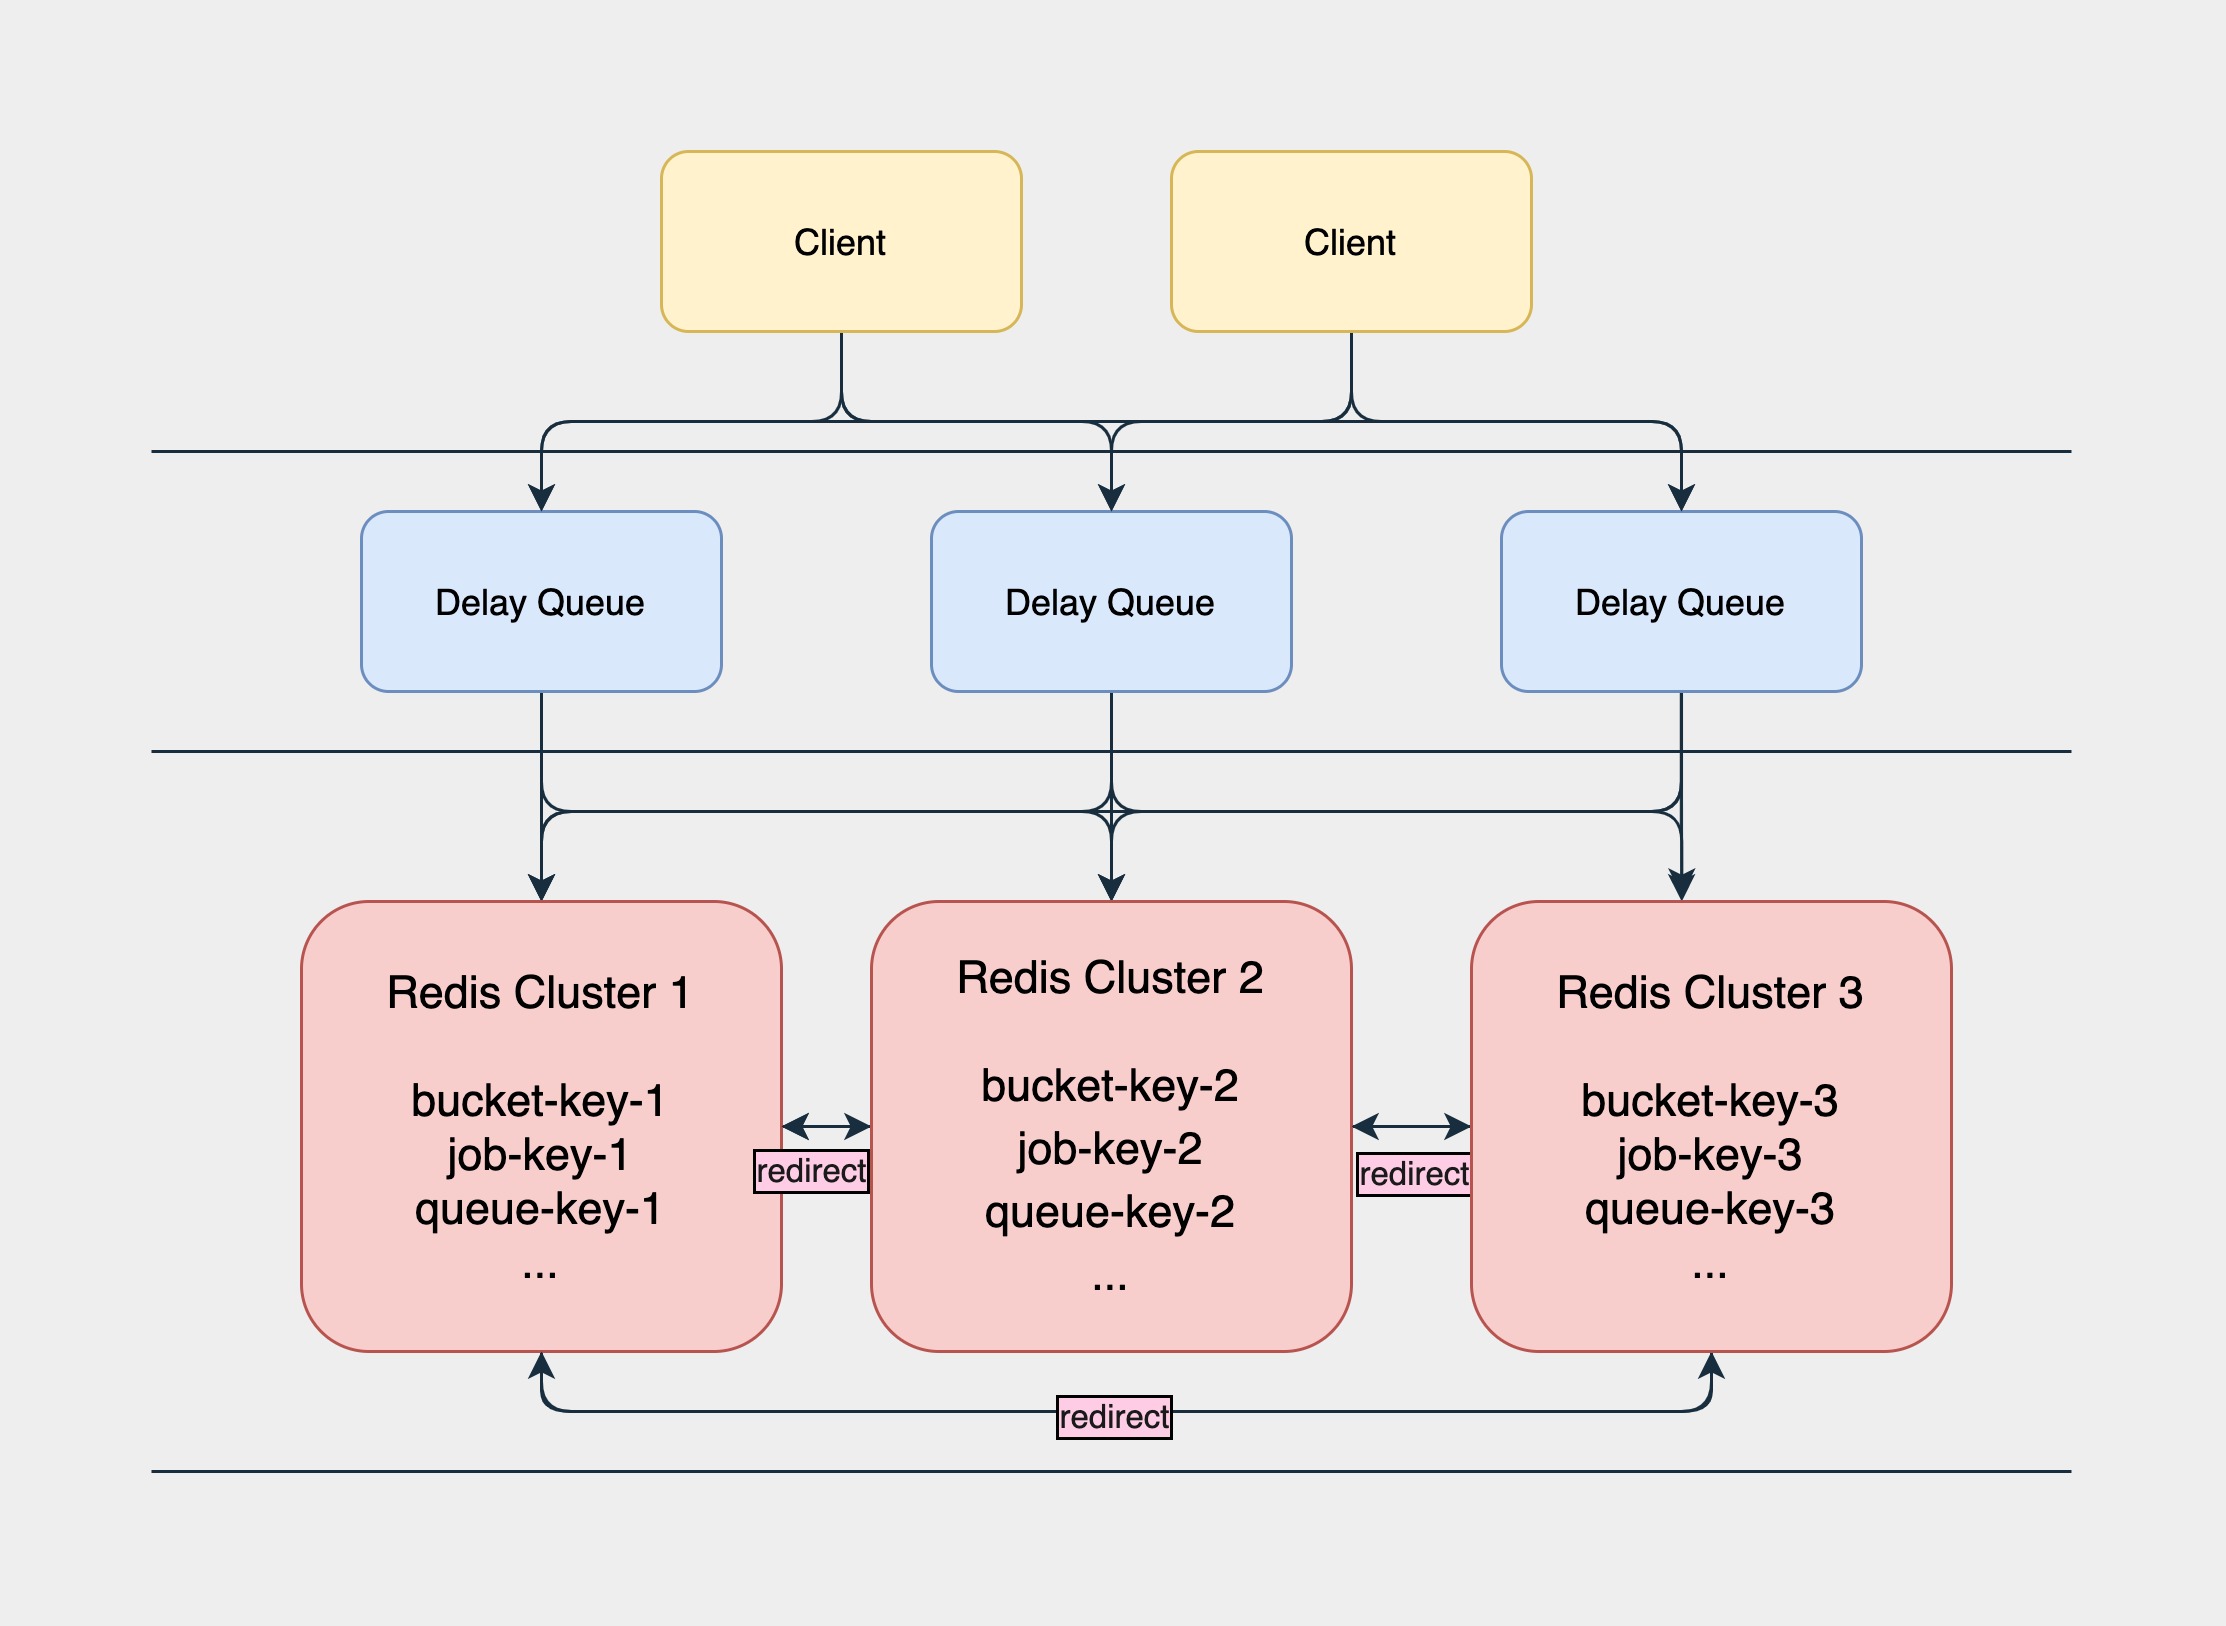 Client
Client
Delay Queue
Delay Queue
Delay Queue
Redis Cluster 1
bucket-key-1
job-key-1
queue-key-1
...
redirect
Redis Cluster 2
bucket-key-2
job-key-2
queue-key-2
...
redirect
Redis Cluster 3
bucket-key-3
job-key-3
queue-key-3
...
redirect